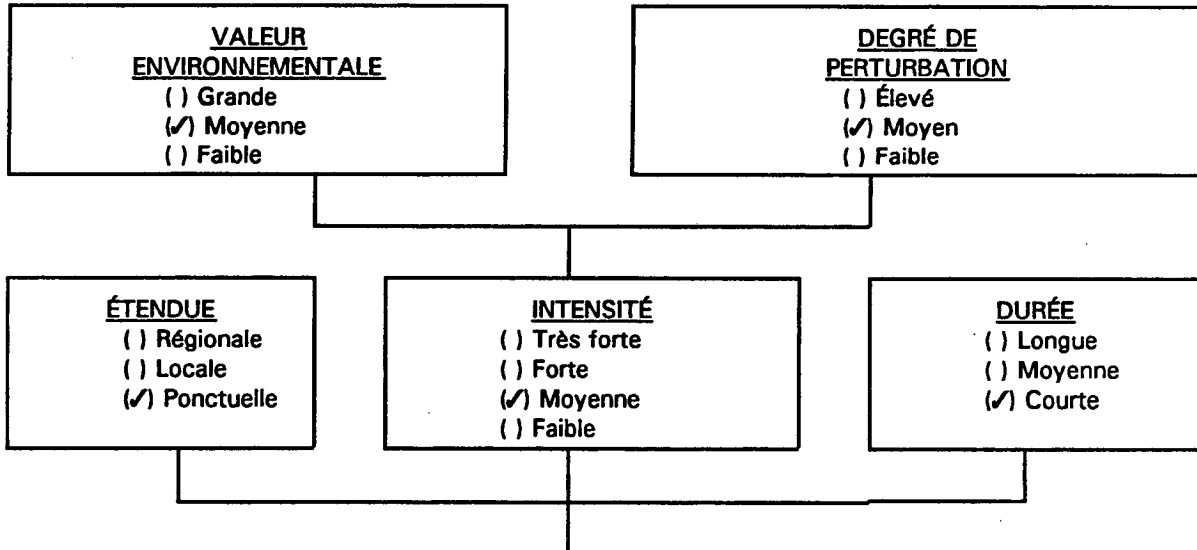 VALEUR
ENVIRONNEMENTALE
( ) Grande
(✓) Moyenne
( ) Faible
DEGRÉ DE
PERTURBATION
( ) Élevé
(✓) Moyen
( ) Faible
ÉTENDUE
( ) Régionale
( ) Locale
(✓) Ponctuelle
INTENSITÉ
( ) Très forte
( ) Forte
(✓) Moyenne
( ) Faible
DURÉE
( ) Longue
( ) Moyenne
(✓) Courte